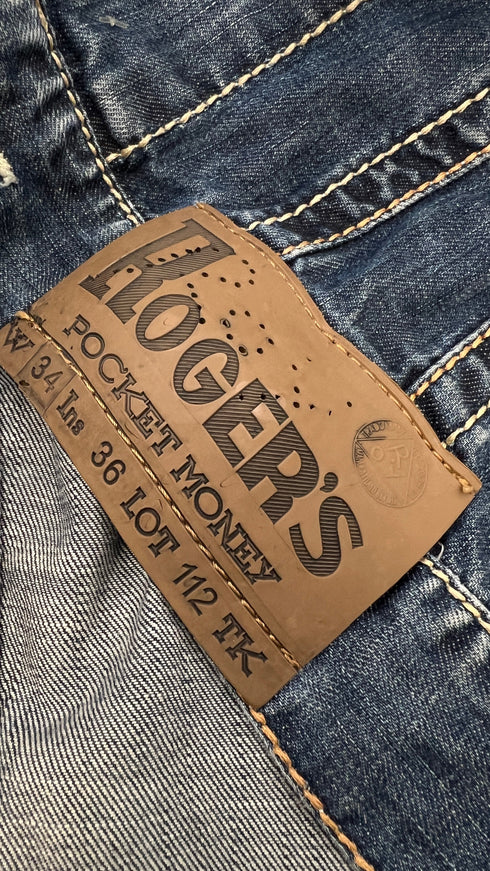 ROGER'S
POCKET MONEY
W 34 Ins 36 LOT 112 TK